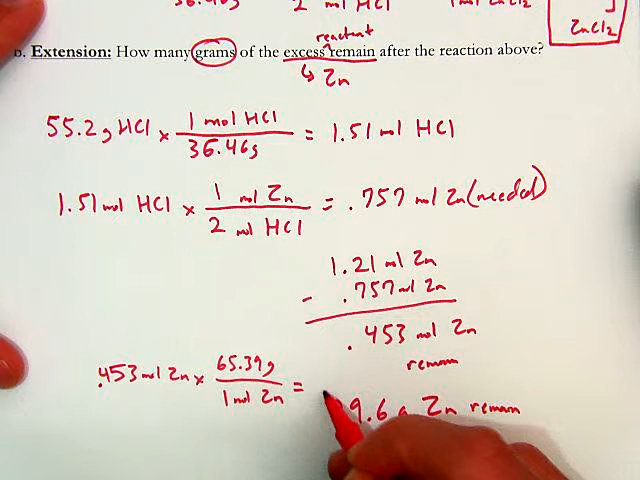 2 mol HCl
ZnCl2
reactant
Extension: How many grams of the excess remain after the reaction above?
↳ Zn
55.2g HCl × 1 mol HCl / 36.46g = 1.51 mol HCl
1.51 mol HCl × 1 mol Zn / 2 mol HCl = .757 mol Zn (needed)
1.21 mol Zn
- .757 mol Zn
.453 mol Zn
remain
.453 mol Zn × 65.39g / 1 mol Zn =
9.6 g Zn remain